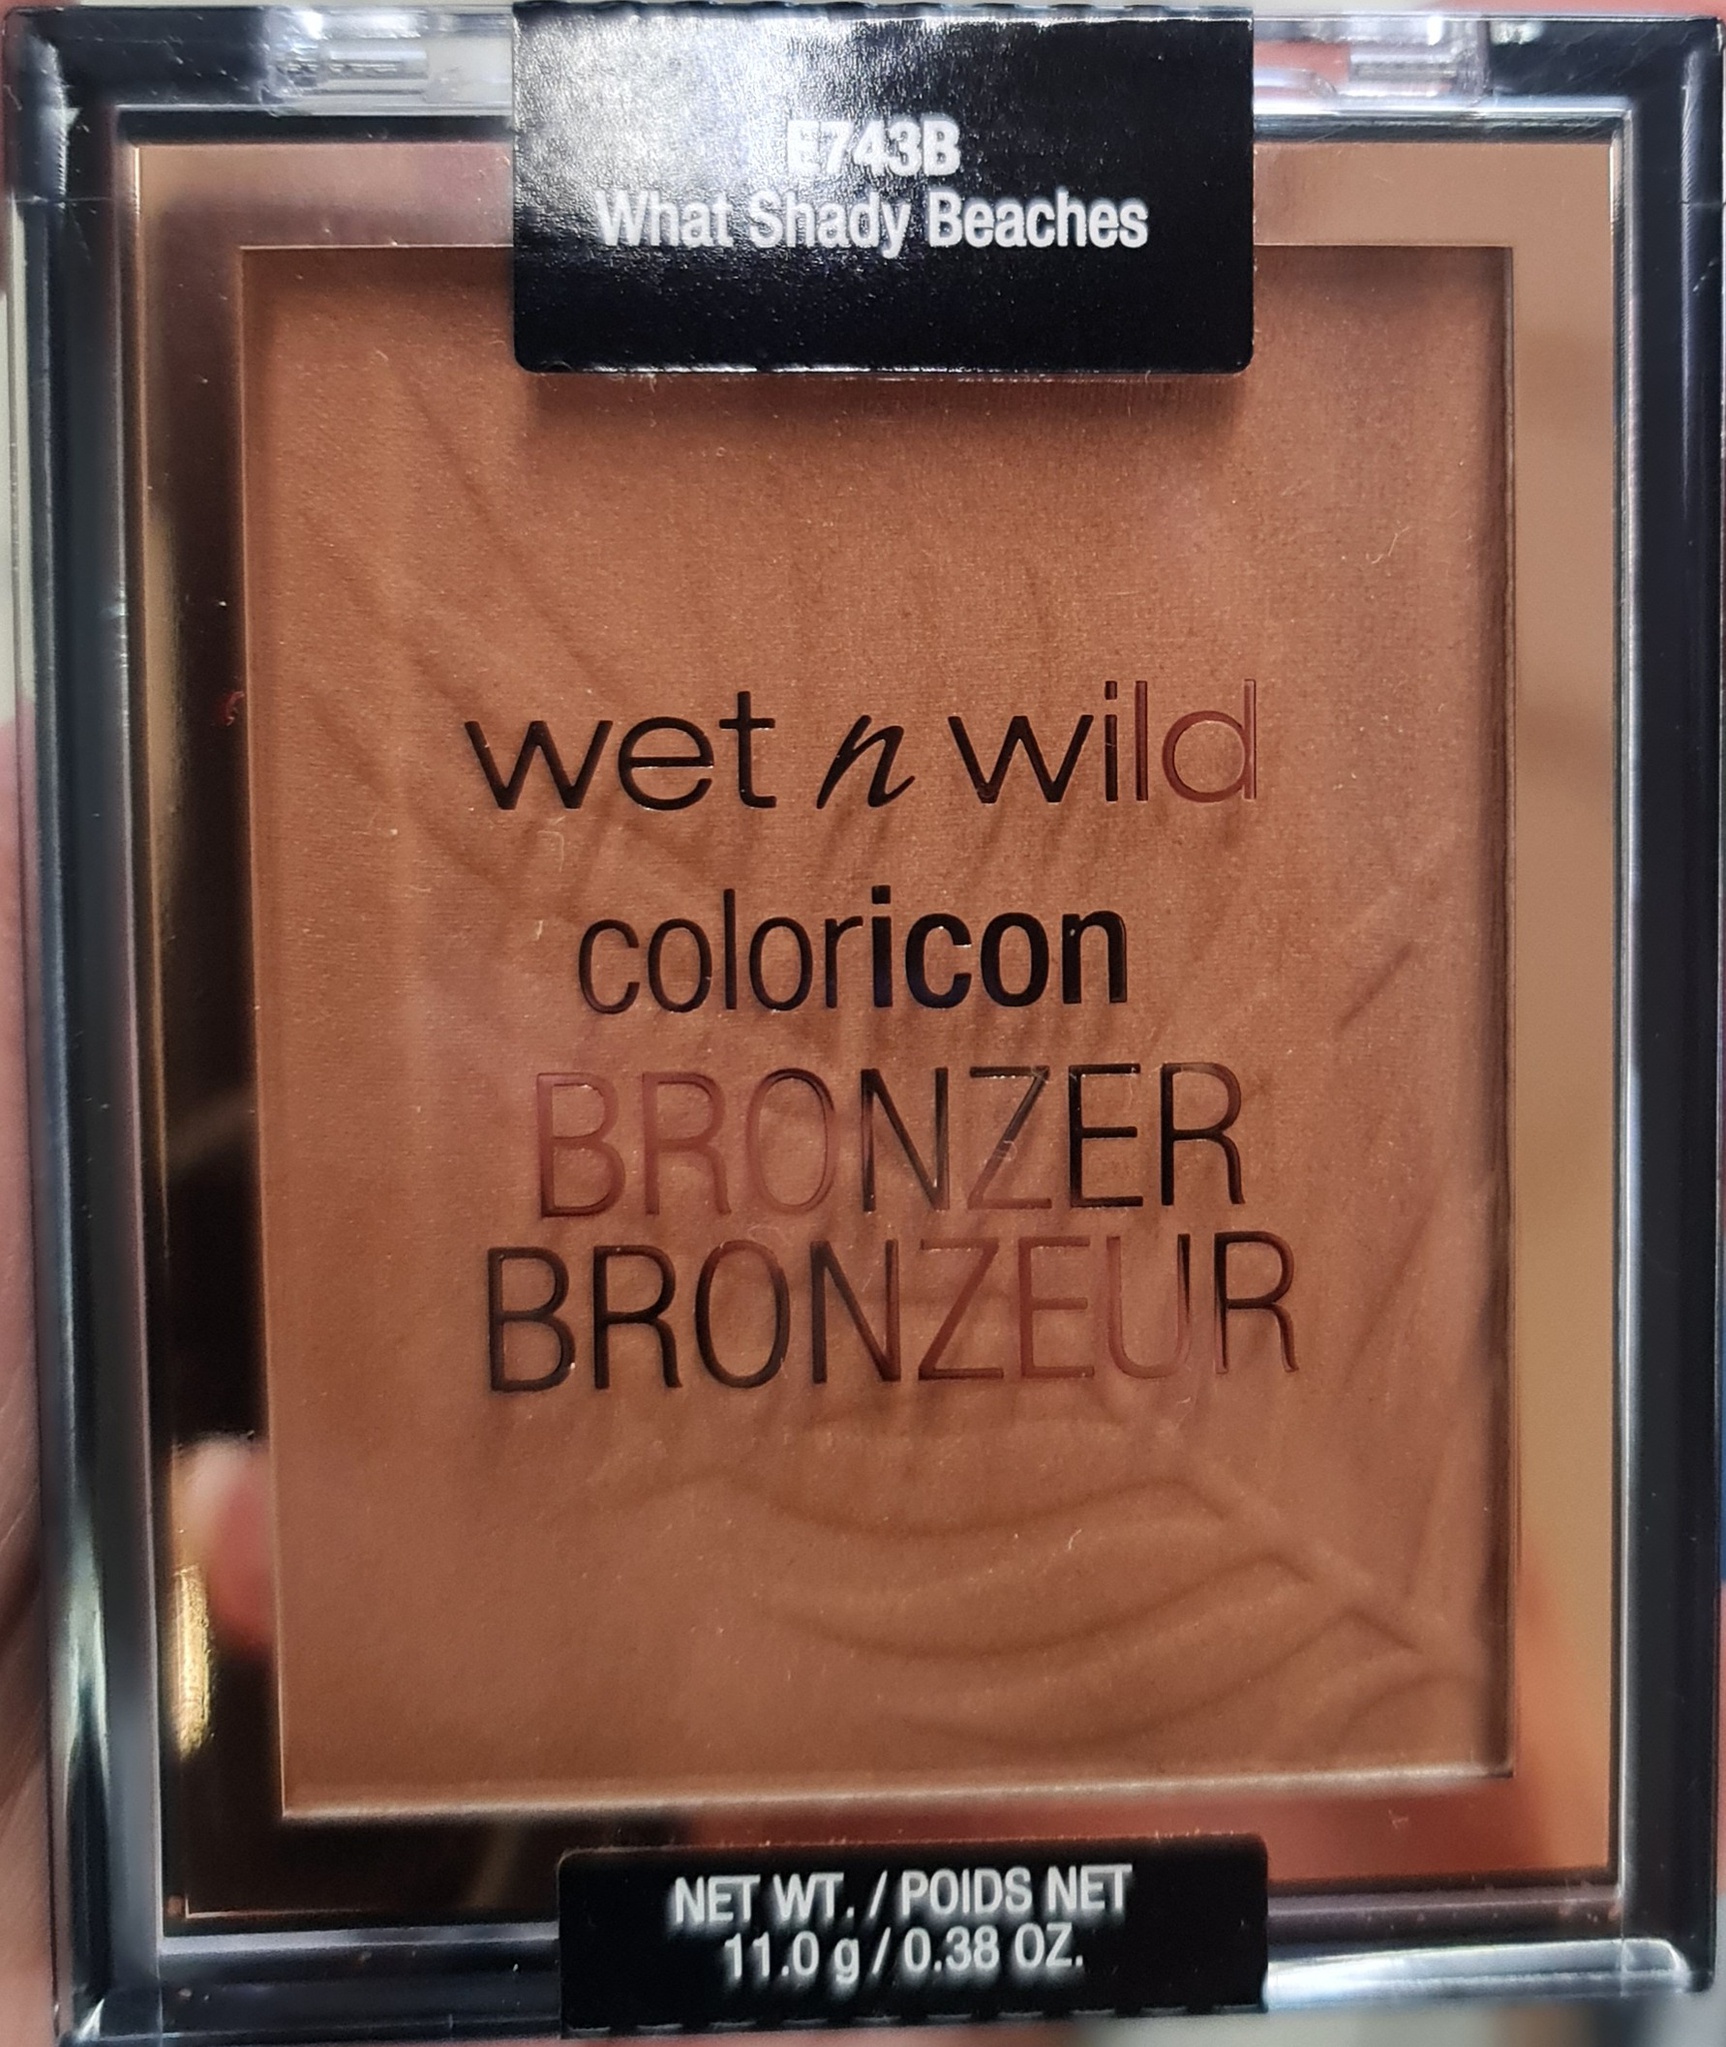 E743B
What Shady Beaches
wet n wild
coloricon
BRONZER
BRONZEUR
NET WT. / POIDS NET
11.0 g / 0.38 OZ.